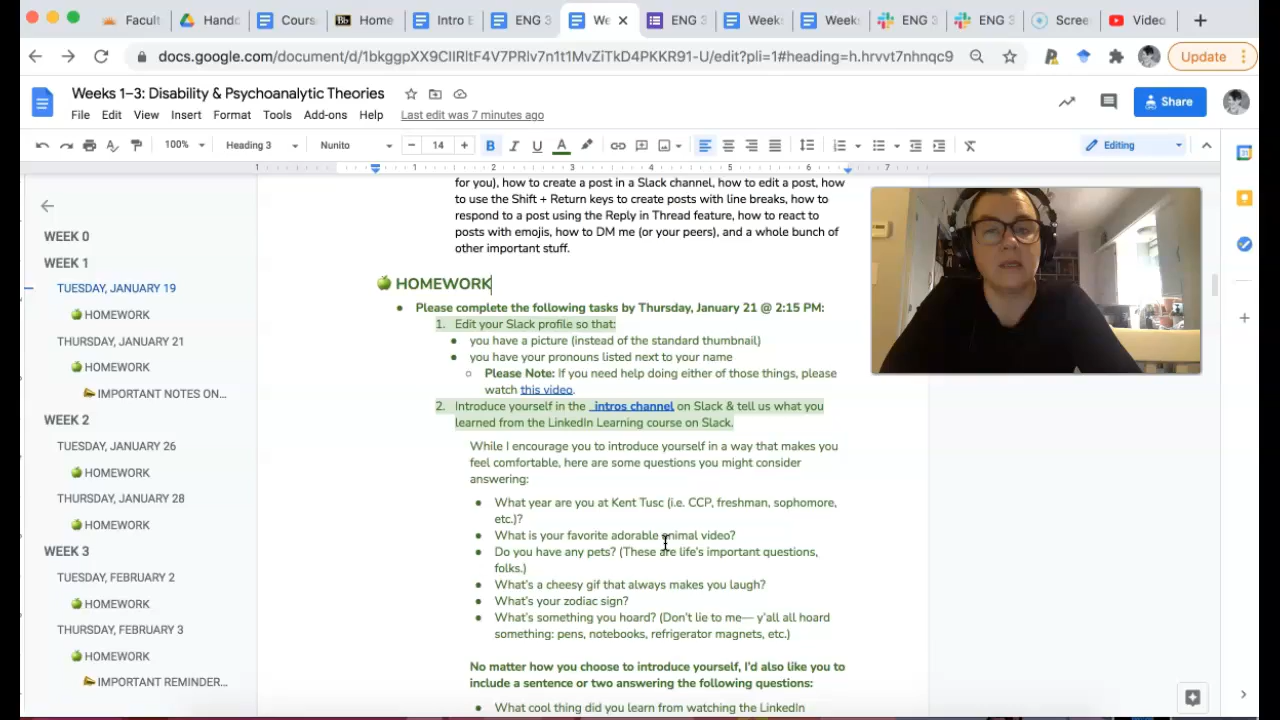 Facult
Handc
Cours
Bb Home
Intro E
ENG 3
We
ENG 3
Weeks
Week
ENG 3
ENG 3
Scree
Video
docs.google.com/document/d/1bkggpXX9CIlRltF4V7PRlv7n1t1MvZiTkD4PKKR91-U/edit?pli=1#heading=h.hrvvt7nhnqc9
Update
Weeks 1–3: Disability & Psychoanalytic Theories
File Edit View Insert Format Tools Add-ons Help Last edit was 7 minutes ago
Share
100% Heading 3 Nunito 14 B I U A Editing
1 1 2 3 4 5 6 7
WEEK 0
WEEK 1
TUESDAY, JANUARY 19
HOMEWORK
THURSDAY, JANUARY 21
HOMEWORK
IMPORTANT NOTES ON...
WEEK 2
TUESDAY, JANUARY 26
HOMEWORK
THURSDAY, JANUARY 28
HOMEWORK
WEEK 3
TUESDAY, FEBRUARY 2
HOMEWORK
THURSDAY, FEBRUARY 3
HOMEWORK
IMPORTANT REMINDER...
for you), how to create a post in a Slack channel, how to edit a post, how
to use the Shift + Return keys to create posts with line breaks, how to
respond to a post using the Reply in Thread feature, how to react to
posts with emojis, how to DM me (or your peers), and a whole bunch of
other important stuff.
🍏 HOMEWORK
● Please complete the following tasks by Thursday, January 21 @ 2:15 PM:
1. Edit your Slack profile so that:
● you have a picture (instead of the standard thumbnail)
● you have your pronouns listed next to your name
○ Please Note: If you need help doing either of those things, please
watch this video.
2. Introduce yourself in the _intros channel on Slack & tell us what you
learned from the LinkedIn Learning course on Slack.
While I encourage you to introduce yourself in a way that makes you
feel comfortable, here are some questions you might consider
answering:
● What year are you at Kent Tusc (i.e. CCP, freshman, sophomore,
etc.)?
● What is your favorite adorable animal video?
● Do you have any pets? (These are life's important questions,
folks.)
● What's a cheesy gif that always makes you laugh?
● What's your zodiac sign?
● What's something you hoard? (Don't lie to me— y'all all hoard
something: pens, notebooks, refrigerator magnets, etc.)
No matter how you choose to introduce yourself, I'd also like you to
include a sentence or two answering the following questions:
● What cool thing did you learn from watching the LinkedIn